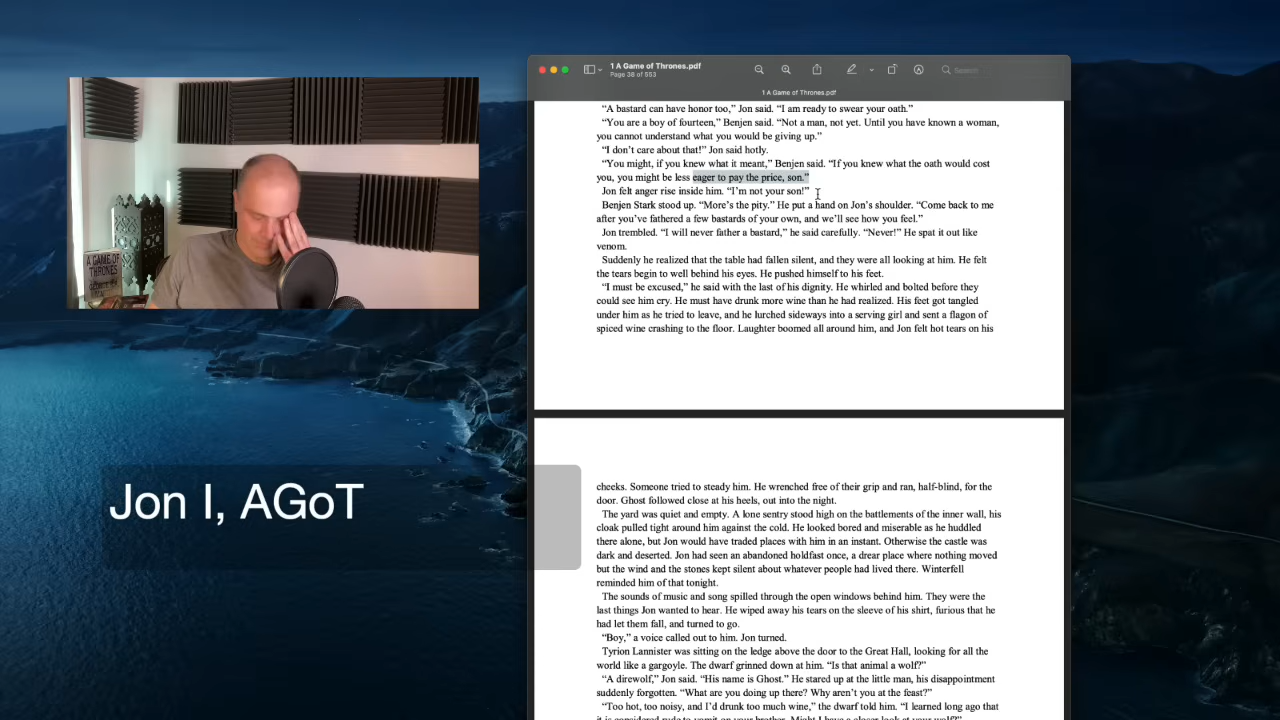 1 A Game of Thrones.pdf
Page 38 of 553
Search
1 A Game of Thrones.pdf
“A bastard can have honor too,” Jon said. “I am ready to swear your oath.”
“You are a boy of fourteen,” Benjen said. “Not a man, not yet. Until you have known a woman,
you cannot understand what you would be giving up.”
“I don’t care about that!” Jon said hotly.
“You might, if you knew what it meant,” Benjen said. “If you knew what the oath would cost
you, you might be less eager to pay the price, son.”
Jon felt anger rise inside him. “I’m not your son!”
Benjen Stark stood up. “More’s the pity.” He put a hand on Jon’s shoulder. “Come back to me
after you’ve fathered a few bastards of your own, and we’ll see how you feel.”
Jon trembled. “I will never father a bastard,” he said carefully. “Never!” He spat it out like
venom.
Suddenly he realized that the table had fallen silent, and they were all looking at him. He felt
the tears begin to well behind his eyes. He pushed himself to his feet.
“I must be excused,” he said with the last of his dignity. He whirled and bolted before they
could see him cry. He must have drunk more wine than he had realized. His feet got tangled
under him as he tried to leave, and he lurched sideways into a serving girl and sent a flagon of
spiced wine crashing to the floor. Laughter boomed all around him, and Jon felt hot tears on his
cheeks. Someone tried to steady him. He wrenched free of their grip and ran, half-blind, for the
door. Ghost followed close at his heels, out into the night.
The yard was quiet and empty. A lone sentry stood high on the battlements of the inner wall, his
cloak pulled tight around him against the cold. He looked bored and miserable as he huddled
there alone, but Jon would have traded places with him in an instant. Otherwise the castle was
dark and deserted. Jon had seen an abandoned holdfast once, a drear place where nothing moved
but the wind and the stones kept silent about whatever people had lived there. Winterfell
reminded him of that tonight.
The sounds of music and song spilled through the open windows behind him. They were the
last things Jon wanted to hear. He wiped away his tears on the sleeve of his shirt, furious that he
had let them fall, and turned to go.
“Boy,” a voice called out to him. Jon turned.
Tyrion Lannister was sitting on the ledge above the door to the Great Hall, looking for all the
world like a gargoyle. The dwarf grinned down at him. “Is that animal a wolf?”
“A direwolf,” Jon said. “His name is Ghost.” He stared up at the little man, his disappointment
suddenly forgotten. “What are you doing up there? Why aren’t you at the feast?”
“Too hot, too noisy, and I’d drunk too much wine,” the dwarf told him. “I learned long ago that
it is considered rude to vomit on your brother. Might I have a closer look at your wolf?”
A GAME OF
THRONES
Jon I, AGoT